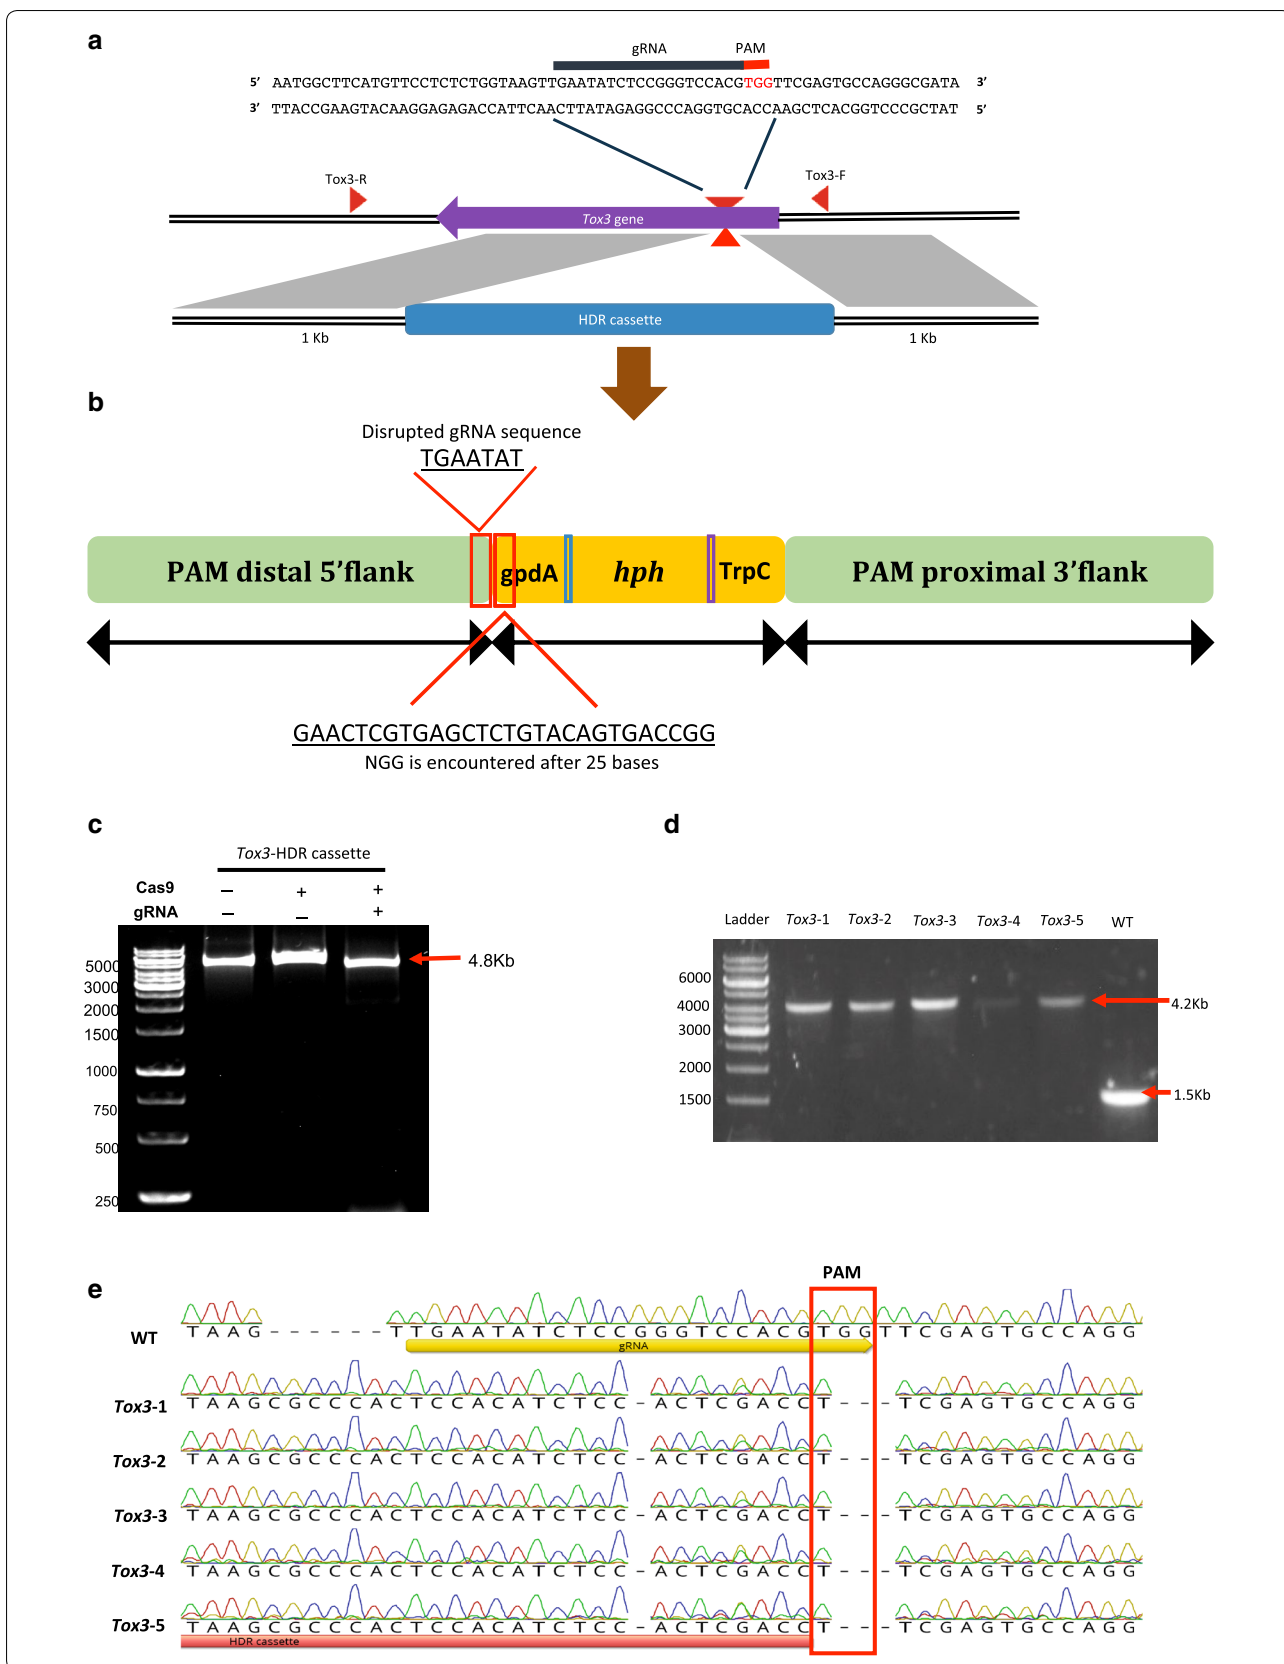 a
gRNA PAM
5’ AATGGCTTCATGTTCCTCTCTGGTAAGTTGAATATCTCCGGGTCCACGTGGTTCGAGTGCCAGGGCGATA 3’
3’ TTACCGAAGTACAAGGAGAGACCATTCAACTTATAGAGGCCCAGGTGCACCAAGCTCACGGTCCCGCTAT 5’
Tox3-R Tox3-F
Tox3 gene
HDR cassette
1 Kb 1 Kb
b
Disrupted gRNA sequence
TGAATAT
PAM distal 5’flank gpdA hph TrpC PAM proximal 3’flank
GAACTCGTGAGCTCTGTACAGTGACCGG
NGG is encountered after 25 bases
c
Tox3-HDR cassette
Cas9 – + +
gRNA – – +
5000
3000
2000
1500
1000
750
500
250
4.8Kb
d
Ladder Tox3-1 Tox3-2 Tox3-3 Tox3-4 Tox3-5 WT
6000
4000
3000
2000
1500
4.2Kb
1.5Kb
e
PAM
WT TAAG------TTGAATATCTCCGGGTCCACGTGGTTCGAGTGCCAGG
gRNA
Tox3-1 TAAGCGCCCACTCCACATCTCC-ACTCGACCT---TCGAGTGCCAGG
Tox3-2 TAAGCGCCCACTCCACATCTCC-ACTCGACCT---TCGAGTGCCAGG
Tox3-3 TAAGCGCCCACTCCACATCTCC-ACTCGACCT---TCGAGTGCCAGG
Tox3-4 TAAGCGCCCACTCCACATCTCC-ACTCGACCT---TCGAGTGCCAGG
Tox3-5 TAAGCGCCCACTCCACATCTCC-ACTCGACCT---TCGAGTGCCAGG
HDR cassette